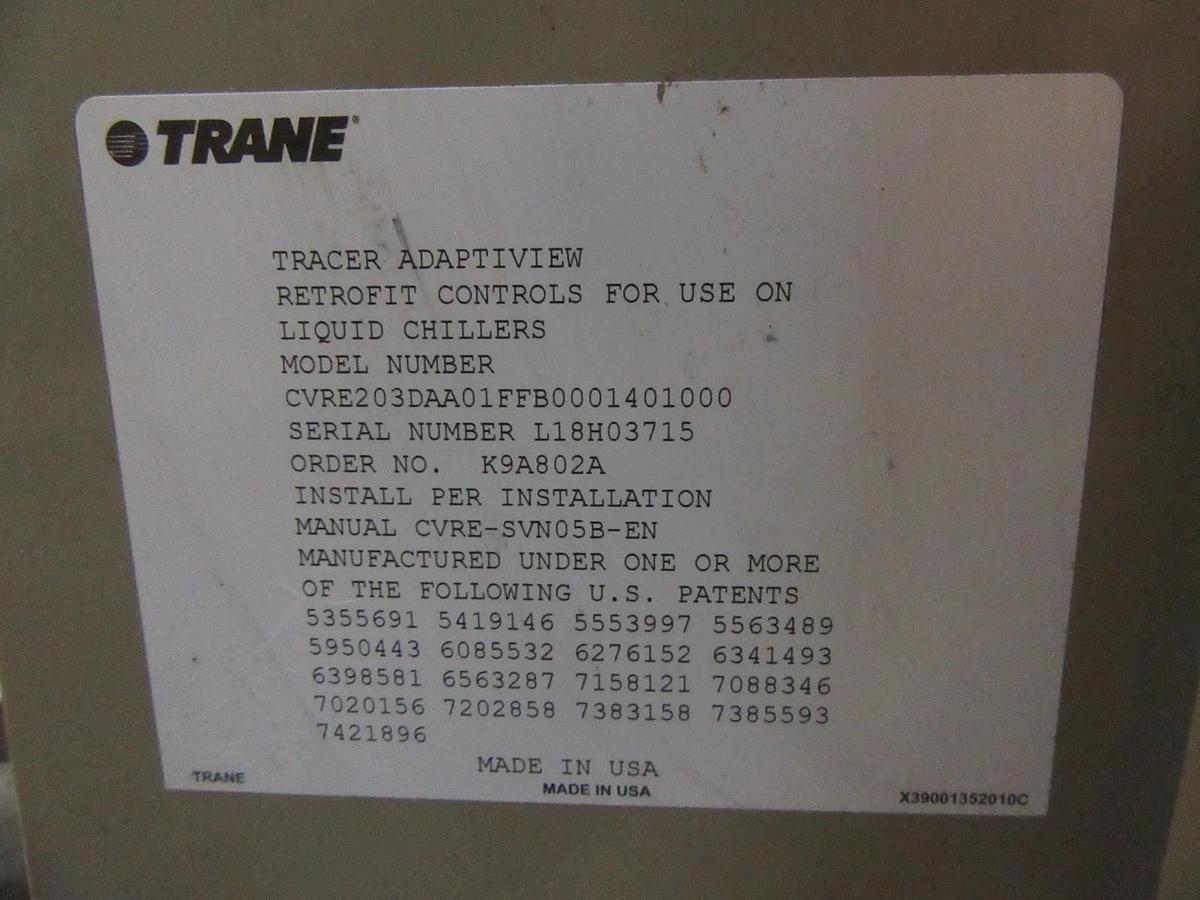 TRANE
TRACER ADAPTIVIEW
RETROFIT CONTROLS FOR USE ON
LIQUID CHILLERS
MODEL NUMBER
CVRE203DAA01FFB0001401000
SERIAL NUMBER L18H03715
ORDER NO. K9A802A
INSTALL PER INSTALLATION
MANUAL CVRE-SVN05B-EN
MANUFACTURED UNDER ONE OR MORE
OF THE FOLLOWING U.S. PATENTS
5355691 5419146 5553997 5563489
5950443 6085532 6276152 6341493
6398581 6563287 7158121 7088346
7020156 7202858 7383158 7385593
7421896
MADE IN USA
TRANE MADE IN USA X39001352010C